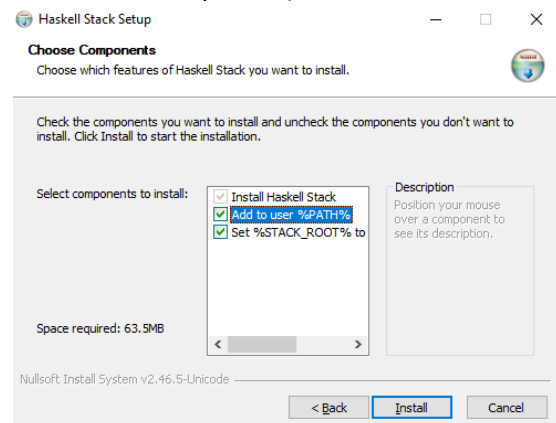 Haskell Stack Setup
Choose Components
Choose which features of Haskell Stack you want to install.
Check the components you want to install and uncheck the components you don't want to
install. Click Install to start the installation.
Select components to install:
Install Haskell Stack
Add to user %PATH%
Set %STACK_ROOT% to
Description
Position your mouse
over a component to
see its description.
Space required: 63.5MB
Nullsoft Install System v2.46.5-Unicode
< Back
Install
Cancel